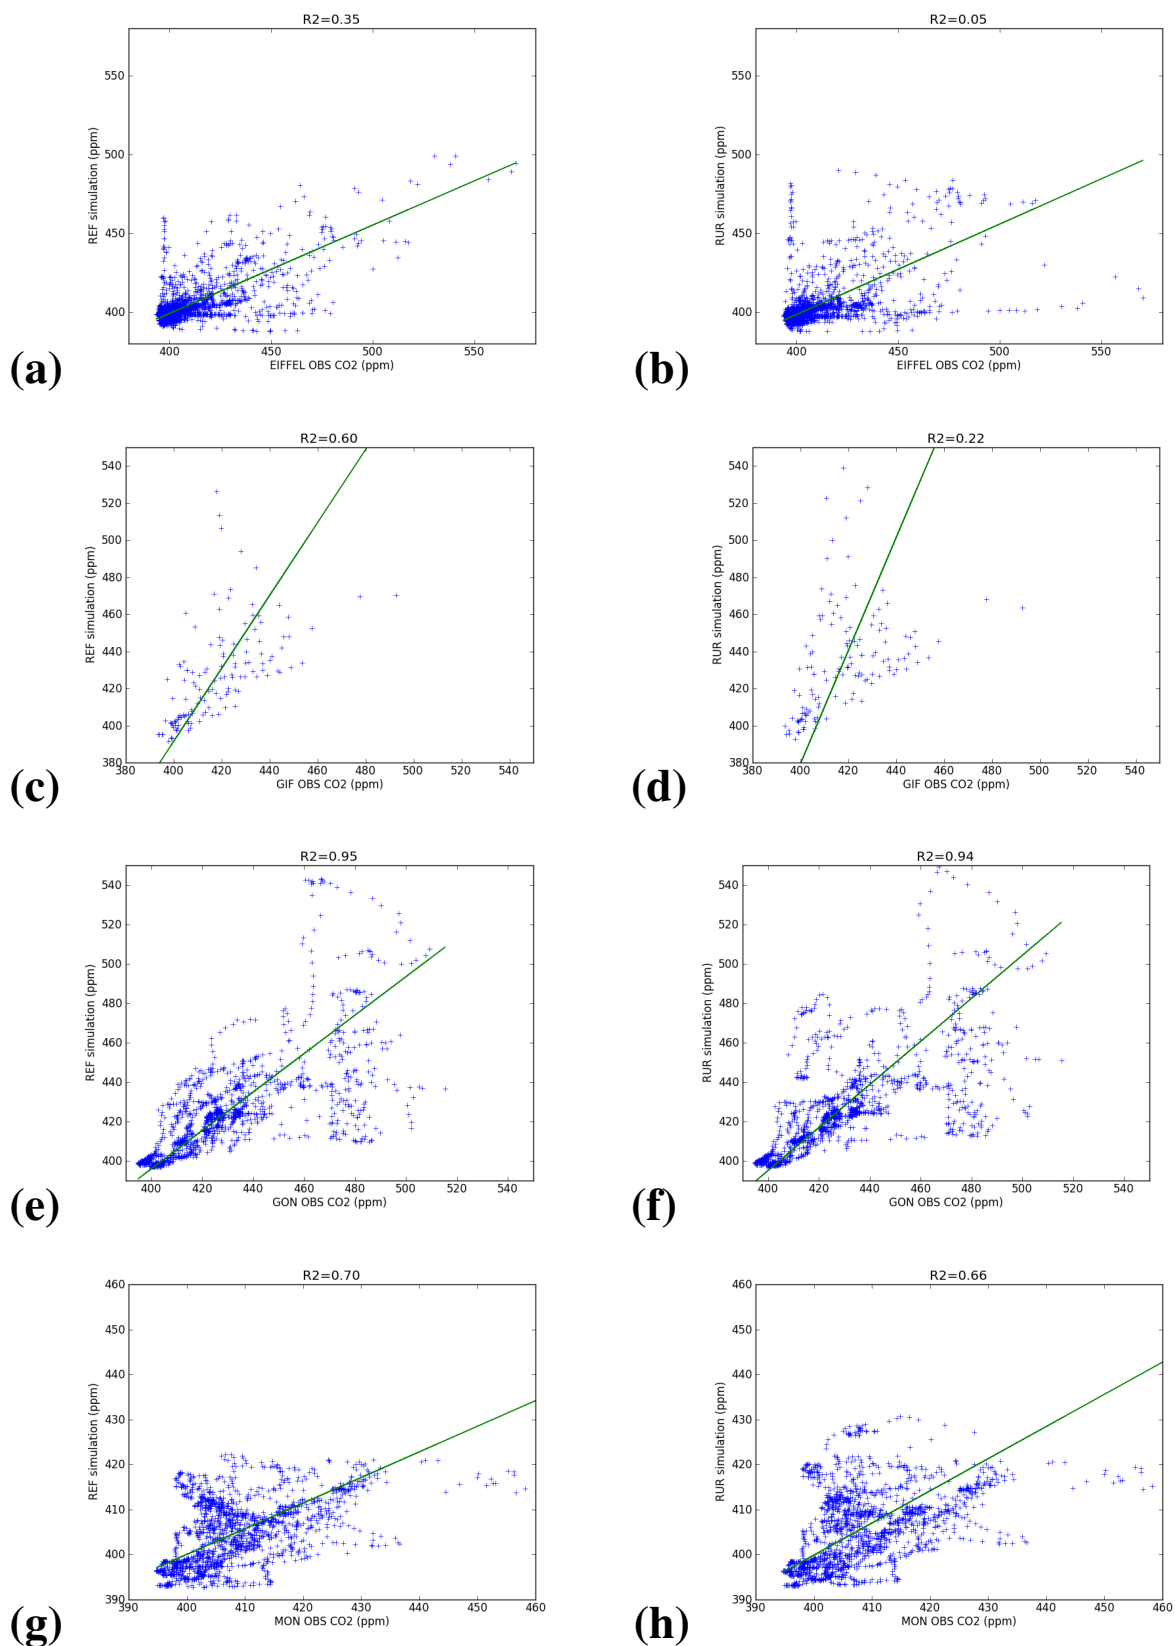 R2=0.35
REF simulation (ppm)
550
500
450
400
400 450 500 550
EIFFEL OBS CO2 (ppm)
(a)
R2=0.05
RUR simulation (ppm)
550
500
450
400
400 450 500 550
EIFFEL OBS CO2 (ppm)
(b)
R2=0.60
REF simulation (ppm)
540
520
500
480
460
440
420
400
380
380 400 420 440 460 480 500 520 540
GIF OBS CO2 (ppm)
(c)
R2=0.22
RUR simulation (ppm)
540
520
500
480
460
440
420
400
380
380 400 420 440 460 480 500 520 540
GIF OBS CO2 (ppm)
(d)
R2=0.95
REF simulation (ppm)
540
520
500
480
460
440
420
400
400 420 440 460 480 500 520 540
GON OBS CO2 (ppm)
(e)
R2=0.94
RUR simulation (ppm)
540
520
500
480
460
440
420
400
400 420 440 460 480 500 520 540
GON OBS CO2 (ppm)
(f)
R2=0.70
REF simulation (ppm)
460
450
440
430
420
410
400
390
390 400 410 420 430 440 450 460
MON OBS CO2 (ppm)
(g)
R2=0.66
RUR simulation (ppm)
460
450
440
430
420
410
400
390
390 400 410 420 430 440 450 460
MON OBS CO2 (ppm)
(h)